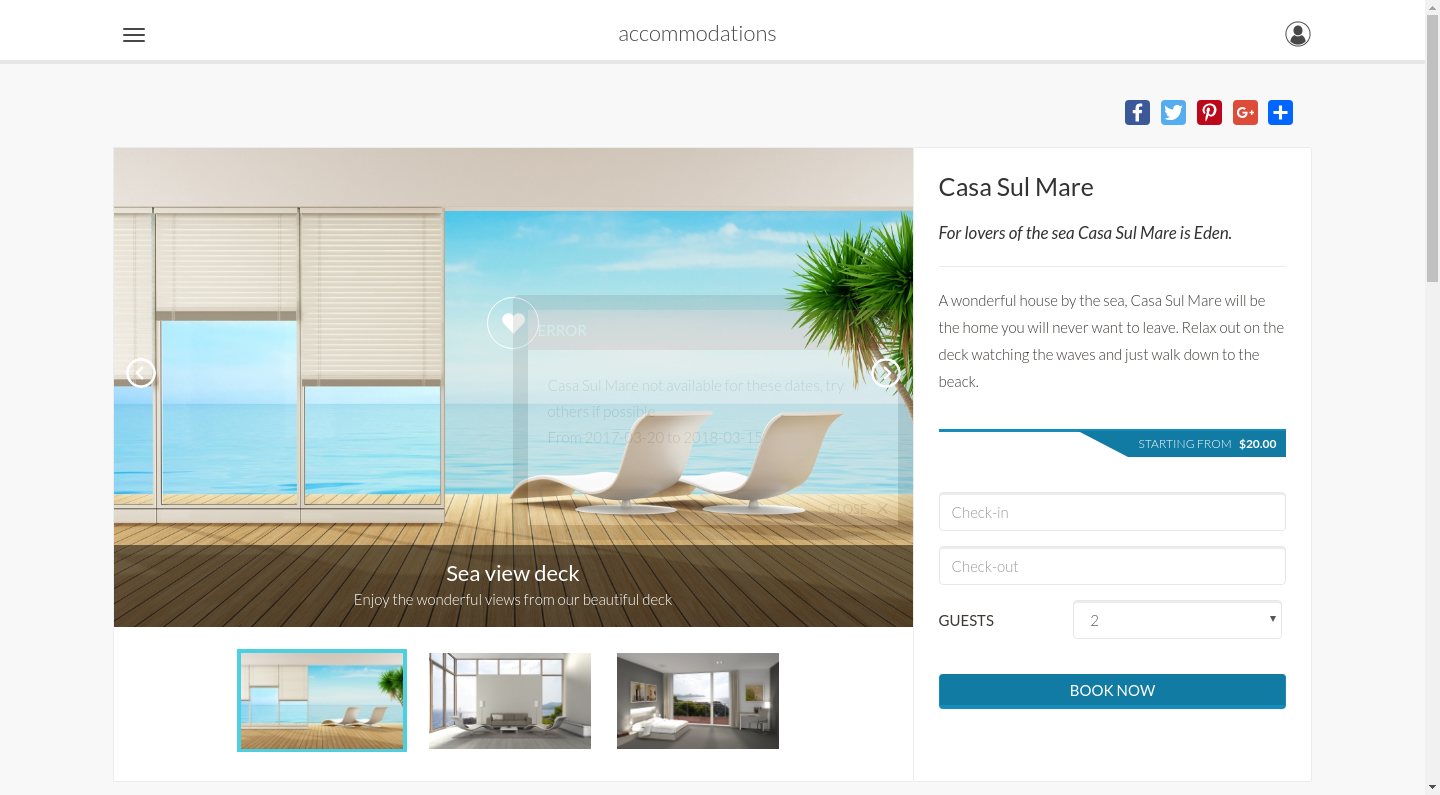 accommodations
Casa Sul Mare
For lovers of the sea Casa Sul Mare is Eden.
A wonderful house by the sea, Casa Sul Mare will be
the home you will never want to leave. Relax out on the
deck watching the waves and just walk down to the
beack.
STARTING FROM $20.00
Check-in
Check-out
GUESTS 2
BOOK NOW
ERROR
Casa Sul Mare not available for these dates, try
others if possible
From 2017-03-20 to 2018-03-15
CLOSE
Sea view deck
Enjoy the wonderful views from our beautiful deck